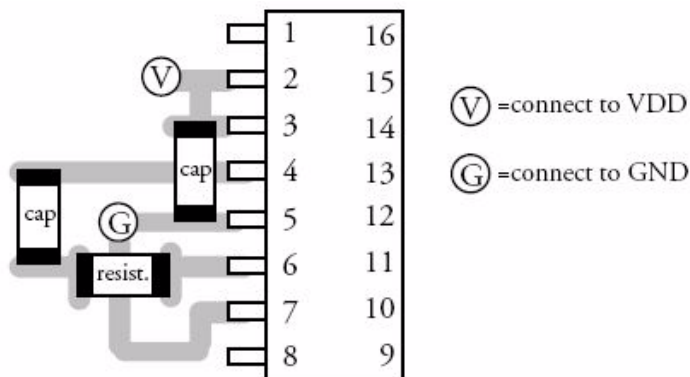 1 16
V 2 15
3 14
cap 4 13
cap G 5 12
resist. 6 11
7 10
8 9
V =connect to VDD
G =connect to GND